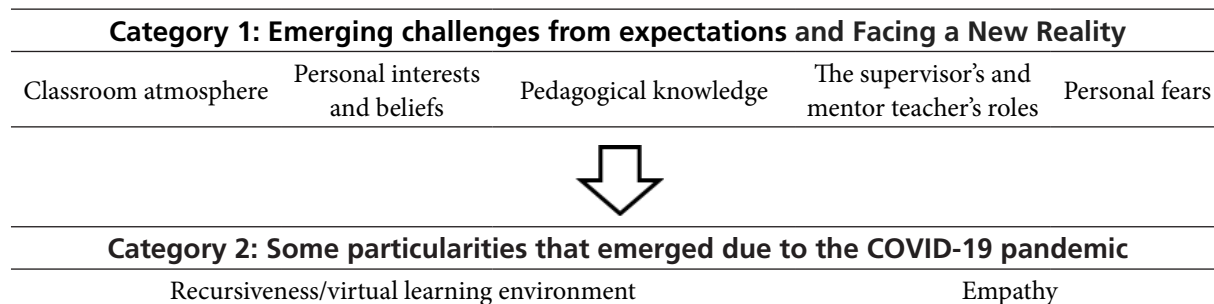 Category 1: Emerging challenges from expectations and Facing a New Reality
Classroom atmosphere
Personal interests
and beliefs
Pedagogical knowledge
The supervisor’s and
mentor teacher’s roles
Personal fears
Category 2: Some particularities that emerged due to the COVID-19 pandemic
Recursiveness/virtual learning environment
Empathy